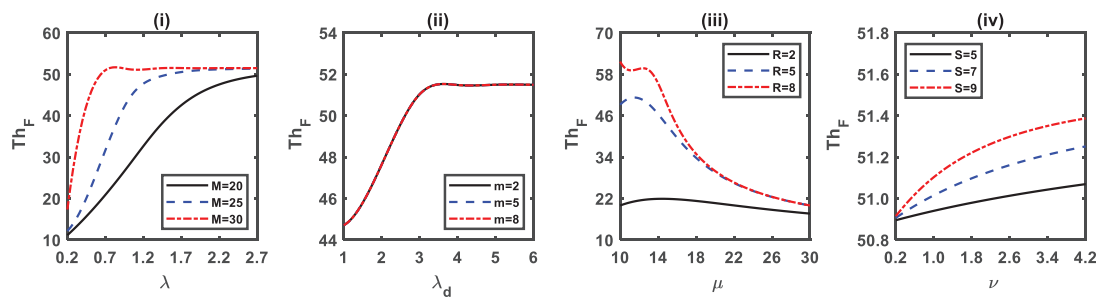 (i)
60
50
40
30
20
10
Th_F
M=20
M=25
M=30
0.2 0.7 1.2 1.7 2.2 2.7
λ
(ii)
54
52
50
48
46
44
Th_F
m=2
m=5
m=8
1 2 3 4 5 6
λ_d
(iii)
70
58
46
34
22
10
Th_F
R=2
R=5
R=8
10 14 18 22 26 30
μ
(iv)
51.8
51.6
51.4
51.2
51.0
50.8
Th_F
S=5
S=7
S=9
0.2 1.0 1.8 2.6 3.4 4.2
ν